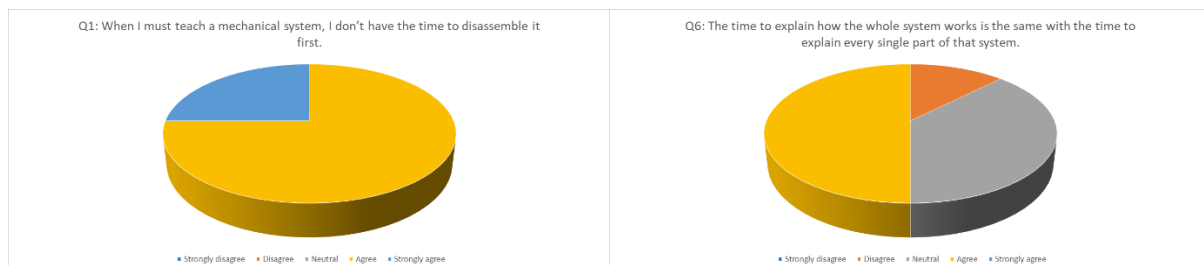 Q1: When I must teach a mechanical system, I don't have the time to disassemble it
first.
Strongly disagree Disagree Neutral Agree Strongly agree
Q6: The time to explain how the whole system works is the same with the time to
explain every single part of that system.
Strongly disagree Disagree Neutral Agree Strongly agree